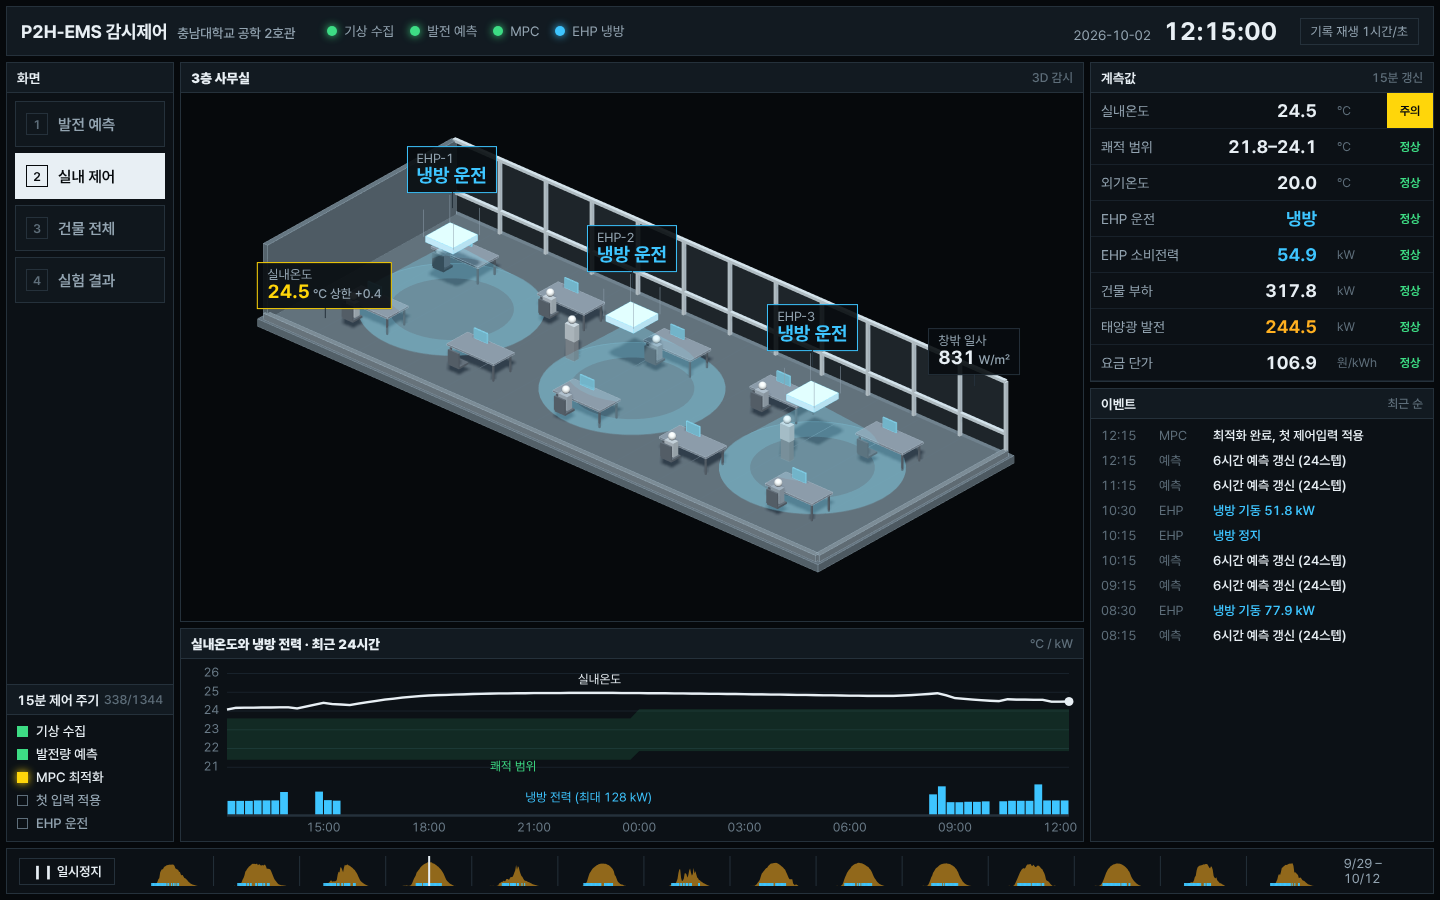 P2H-EMS 감시제어 충남대학교 공학 2호관 기상 수집 발전 예측 MPC EHP 냉방 2026-10-02 12:15:00 기록 재생 1시간/초
화면
1 발전 예측
2 실내 제어
3 건물 전체
4 실험 결과
15분 제어 주기 338/1344
기상 수집
발전량 예측
MPC 최적화
첫 입력 적용
EHP 운전
3층 사무실 3D 감시
EHP-1
냉방 운전
EHP-2
냉방 운전
실내온도
24.5 °C 상한 +0.4
EHP-3
냉방 운전
창밖 일사
831 W/m²
실내온도와 냉방 전력 · 최근 24시간 °C / kW
26
25
24
23
22
21
실내온도
쾌적 범위
냉방 전력 (최대 128 kW)
15:00 18:00 21:00 00:00 03:00 06:00 09:00 12:00
계측값 15분 갱신
실내온도 24.5 °C 주의
쾌적 범위 21.8–24.1 °C 정상
외기온도 20.0 °C 정상
EHP 운전 냉방 정상
EHP 소비전력 54.9 kW 정상
건물 부하 317.8 kW 정상
태양광 발전 244.5 kW 정상
요금 단가 106.9 원/kWh 정상
이벤트 최근 순
12:15 MPC 최적화 완료, 첫 제어입력 적용
12:15 예측 6시간 예측 갱신 (24스텝)
11:15 예측 6시간 예측 갱신 (24스텝)
10:30 EHP 냉방 기동 51.8 kW
10:15 EHP 냉방 정지
10:15 예측 6시간 예측 갱신 (24스텝)
09:15 예측 6시간 예측 갱신 (24스텝)
08:30 EHP 냉방 기동 77.9 kW
08:15 예측 6시간 예측 갱신 (24스텝)
❙❙ 일시정지
9/29 –
10/12